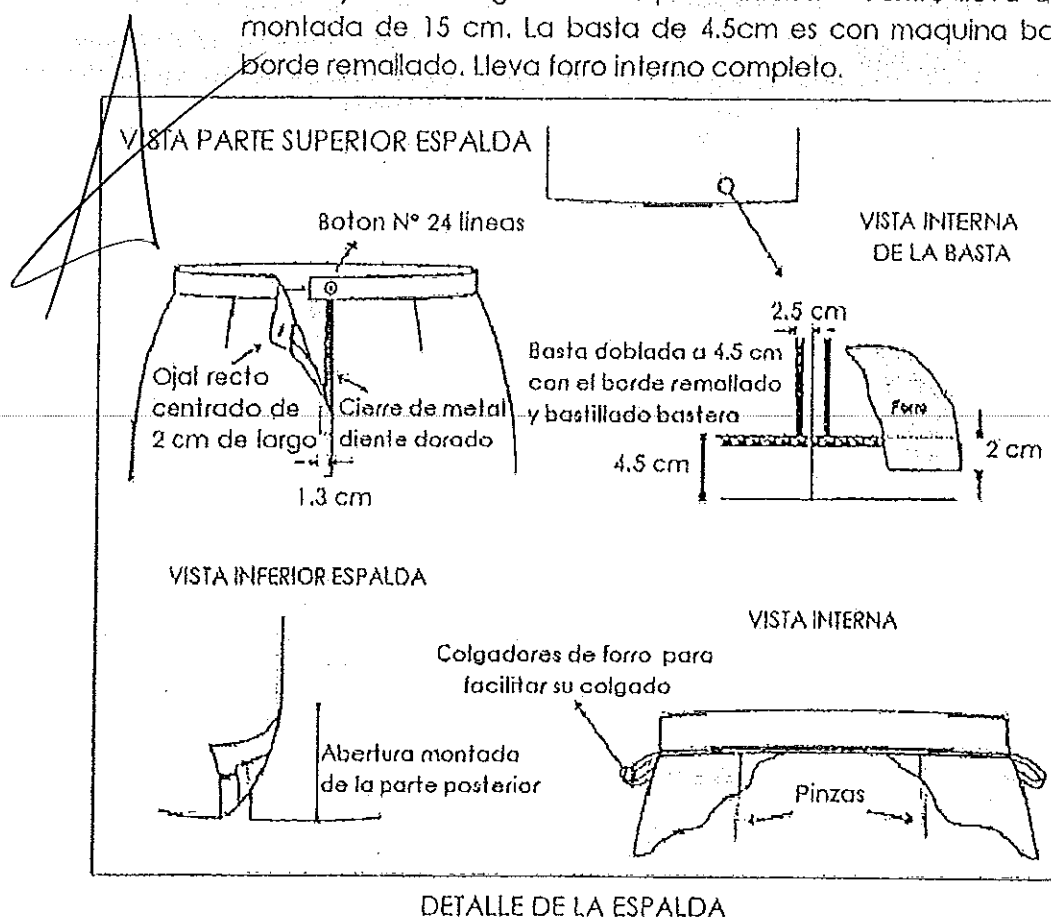 montada de 15 cm. La basta de 4.5cm es con maquina
borde remallado. Lleva forro interno completo.
VISTA PARTE SUPERIOR ESPALDA
Boton N° 24 lineas
VISTA INTERNA
DE LA BASTA
2.5 cm
Basta doblada a 4.5 cm
con el borde remallado
y bastillado bastera
Forro
Ojal recto
centrado de
2 cm de largo
Cierre de metal
diente dorado
4.5 cm
2 cm
1.3 cm
VISTA INFERIOR ESPALDA
VISTA INTERNA
Colgadores de forro para
facilitar su colgado
Abertura montada
de la parte posterior
Pinzas
DETALLE DE LA ESPALDA